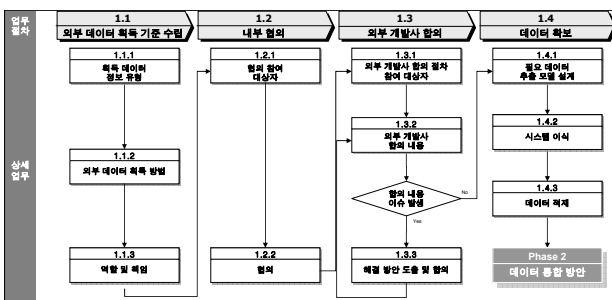 업무
절차
1.1
외부 데이터 획득 기준 수립
1.2
내부 협의
1.3
외부 개발사 합의
1.4
데이터 확보
상세
업무
1.1.1
획득 데이터
정보 유형
1.1.2
외부 데이터 획득 방법
1.1.3
역할 및 책임
1.2.1
협의 참여
대상자
1.2.2
협의
1.3.1
외부 개발사 합의 절차
참여 대상자
1.3.2
외부 개발사
합의 내용
합의 내용
이슈 발생
No
Yes
1.3.3
해결 방안 도출 및 합의
1.4.1
필요 데이터
추출 모델 설계
1.4.2
시스템 이식
1.4.3
데이터 적재
Phase 2
데이터 통합 방안